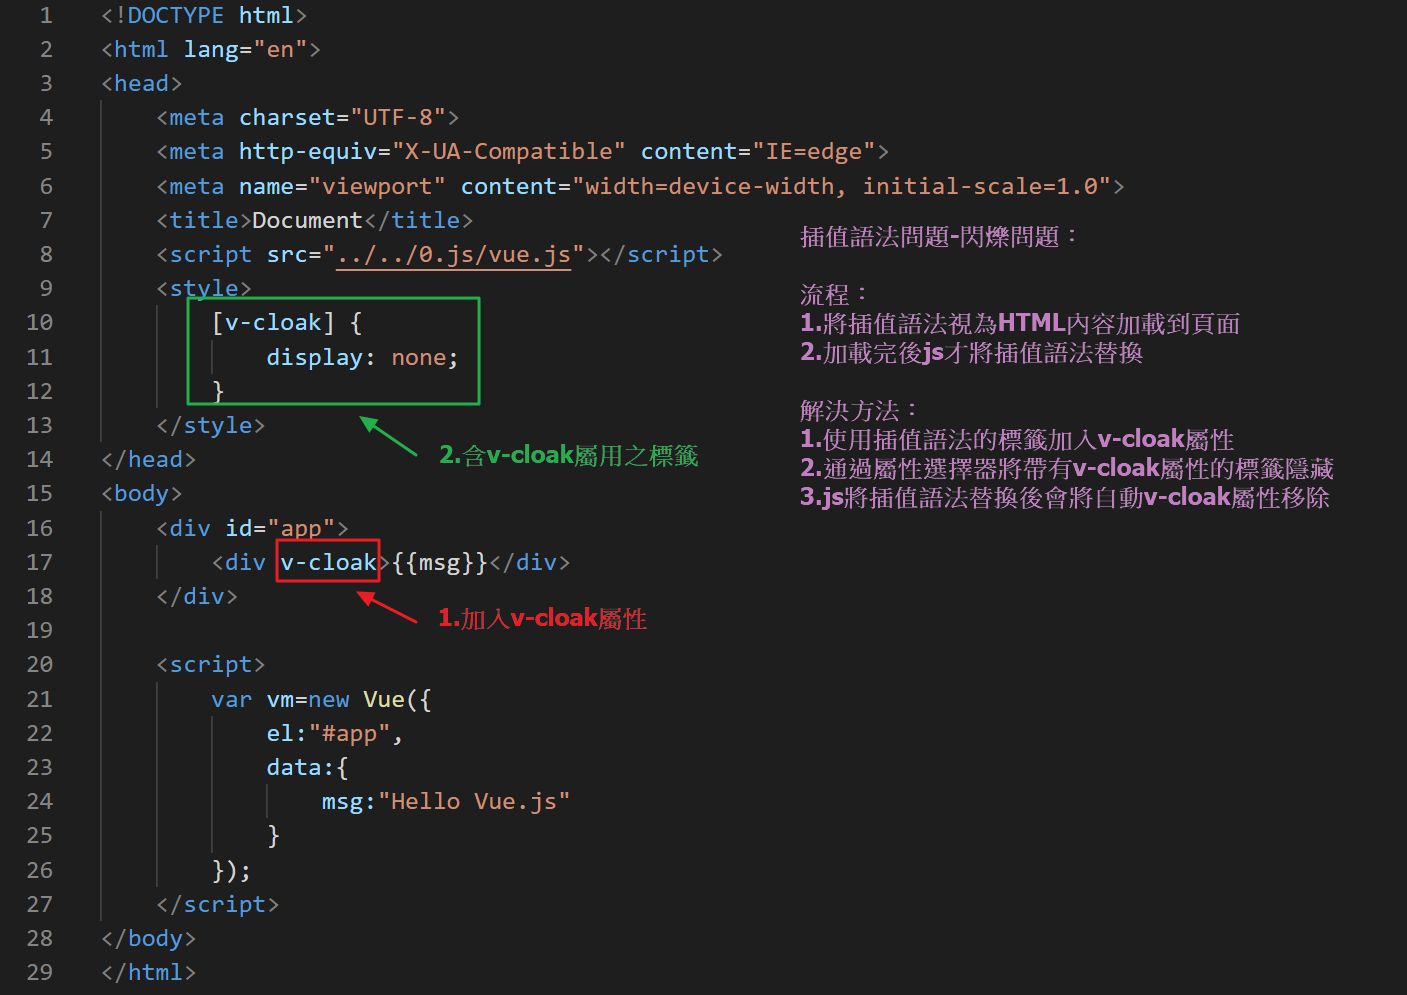 1 <!DOCTYPE html>
2 <html lang="en">
3 <head>
4 <meta charset="UTF-8">
5 <meta http-equiv="X-UA-Compatible" content="IE=edge">
6 <meta name="viewport" content="width=device-width, initial-scale=1.0">
7 <title>Document</title>
8 <script src="../../0.js/vue.js"></script>
9 <style>
10 [v-cloak] {
11 display: none;
12 }
13 </style>
14 </head>
15 <body>
16 <div id="app">
17 <div v-cloak>{{msg}}</div>
18 </div>
19
20 <script>
21 var vm=new Vue({
22 el:"#app",
23 data:{
24 msg:"Hello Vue.js"
25 }
26 });
27 </script>
28 </body>
29 </html>
插值語法問題-閃爍問題：
流程：
1.將插值語法視為HTML內容加載到頁面
2.加載完後js才將插值語法替換
解決方法：
1.使用插值語法的標籤加入v-cloak屬性
2.通過屬性選擇器將帶有v-cloak屬性的標籤隱藏
3.js將插值語法替換後會將自動v-cloak屬性移除
2.含v-cloak屬用之標籤
1.加入v-cloak屬性